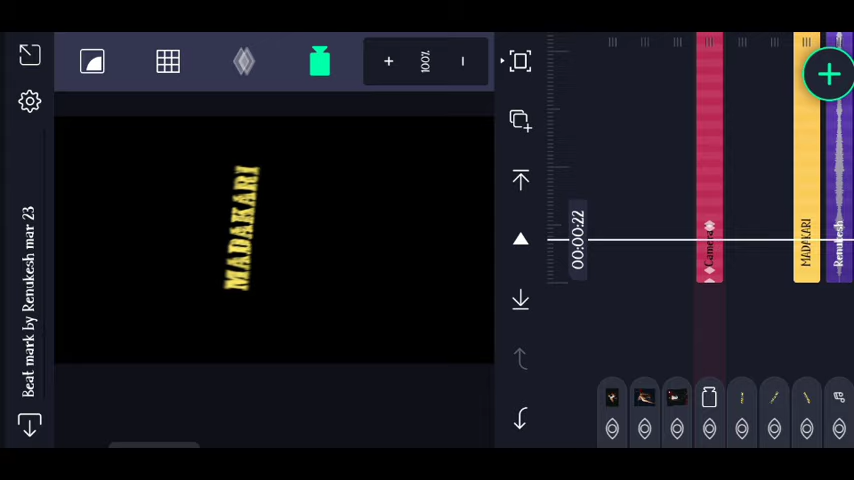 Beat mark by Renukesh mar 23
100%
MADAKARI
00:00:22
Camera
MADAKARI
Renukesh